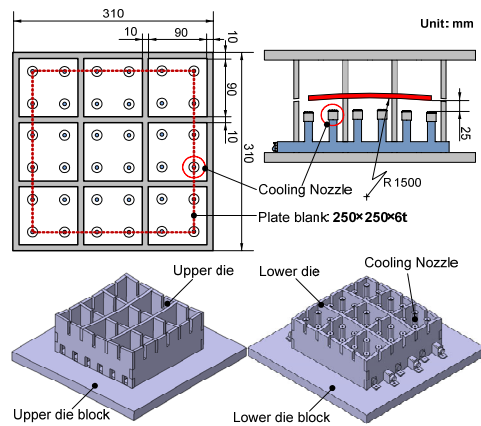 310
Unit: mm
10
90
10
90
10
310
25
R 1500
Cooling Nozzle
Plate blank: 250×250×6t
Upper die
Lower die
Cooling Nozzle
Upper die block
Lower die block